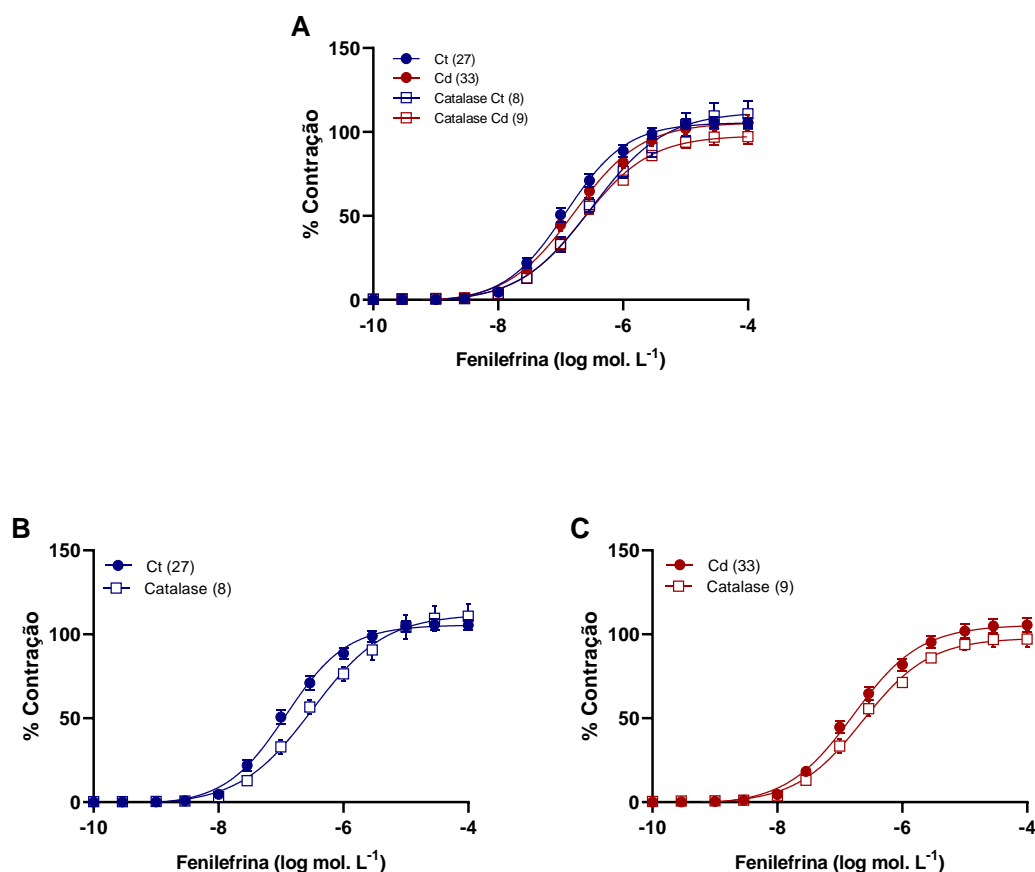 A
150
100
50
0
% Contração
Ct (27)
Cd (33)
Catalase Ct (8)
Catalase Cd (9)
-10
-8
-6
-4
Fenilefrina (log mol. L-1)
B
150
100
50
0
% Contração
Ct (27)
Catalase (8)
-10
-8
-6
-4
Fenilefrina (log mol. L-1)
C
150
100
50
0
% Contração
Cd (33)
Catalase (9)
-10
-8
-6
-4
Fenilefrina (log mol. L-1)